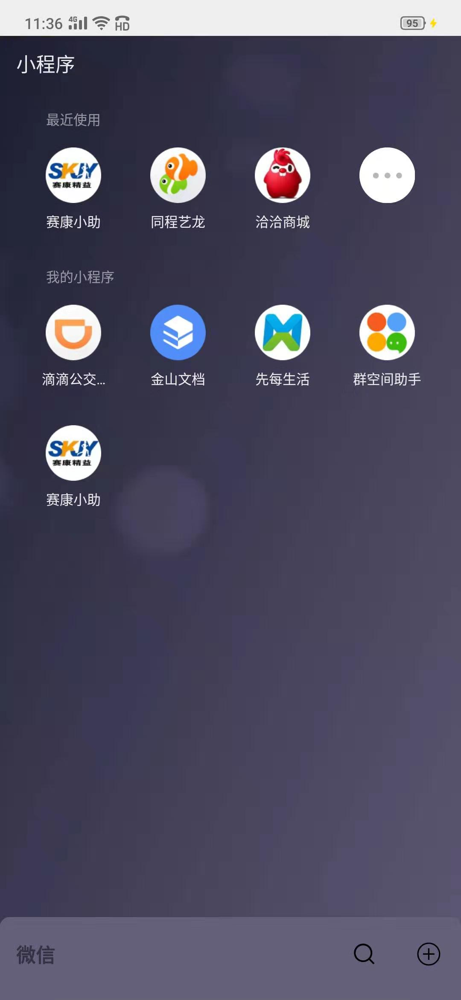 11:36 4G HD 95
小程序
最近使用
SKJY
赛康精益
赛康小助 同程艺龙 洽洽商城
我的小程序
滴滴公交... 金山文档 先每生活 群空间助手
SKJY
赛康精益
赛康小助
微信